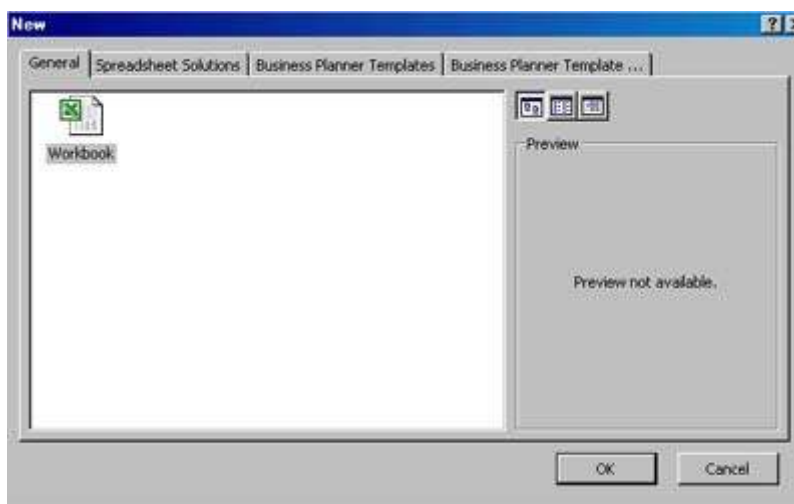 New
General
Spreadsheet Solutions
Business Planner Templates
Business Planner Template ...
Workbook
Preview
Preview not available.
OK
Cancel